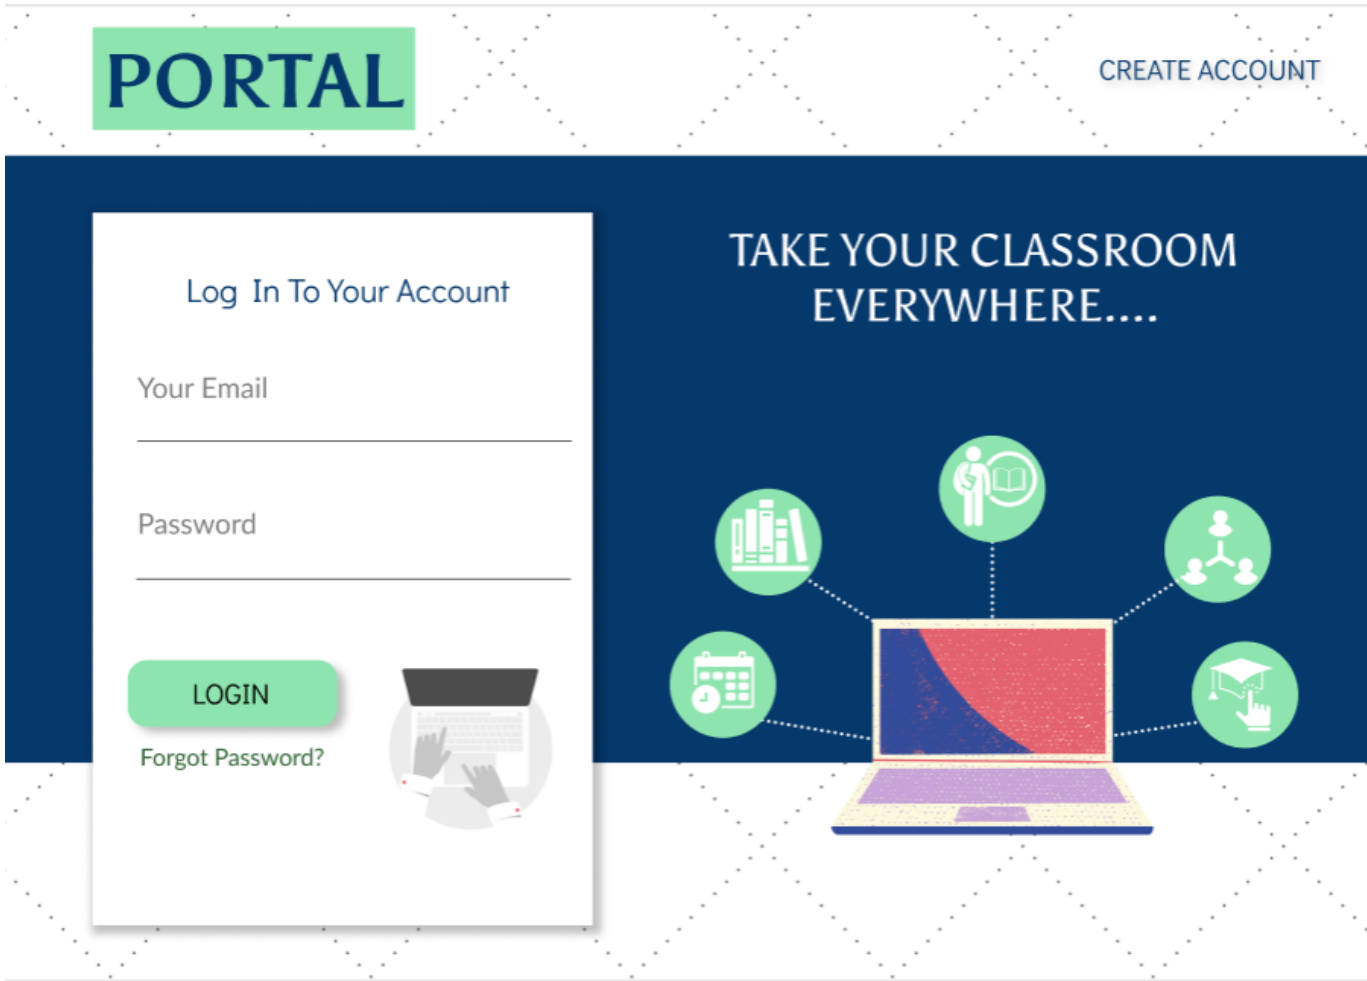 PORTAL
CREATE ACCOUNT
Log In To Your Account
Your Email
Password
LOGIN
Forgot Password?
TAKE YOUR CLASSROOM
EVERYWHERE....